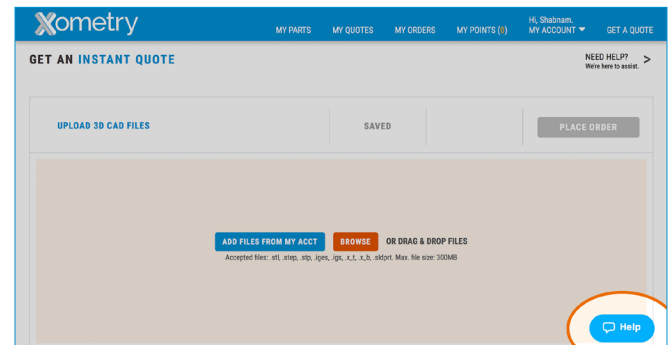 Xometry
MY PARTS MY QUOTES MY ORDERS MY POINTS (0) Hi, Shabnam. MY ACCOUNT GET A QUOTE
GET AN INSTANT QUOTE
NEED HELP? >
We're here to assist.
UPLOAD 3D CAD FILES SAVED PLACE ORDER
ADD FILES FROM MY ACCT BROWSE OR DRAG & DROP FILES
Accepted files: .stl, .step, .stp, .iges, .igs, .x_t, .x_b, .sldprt. Max. file size: 300MB
Help